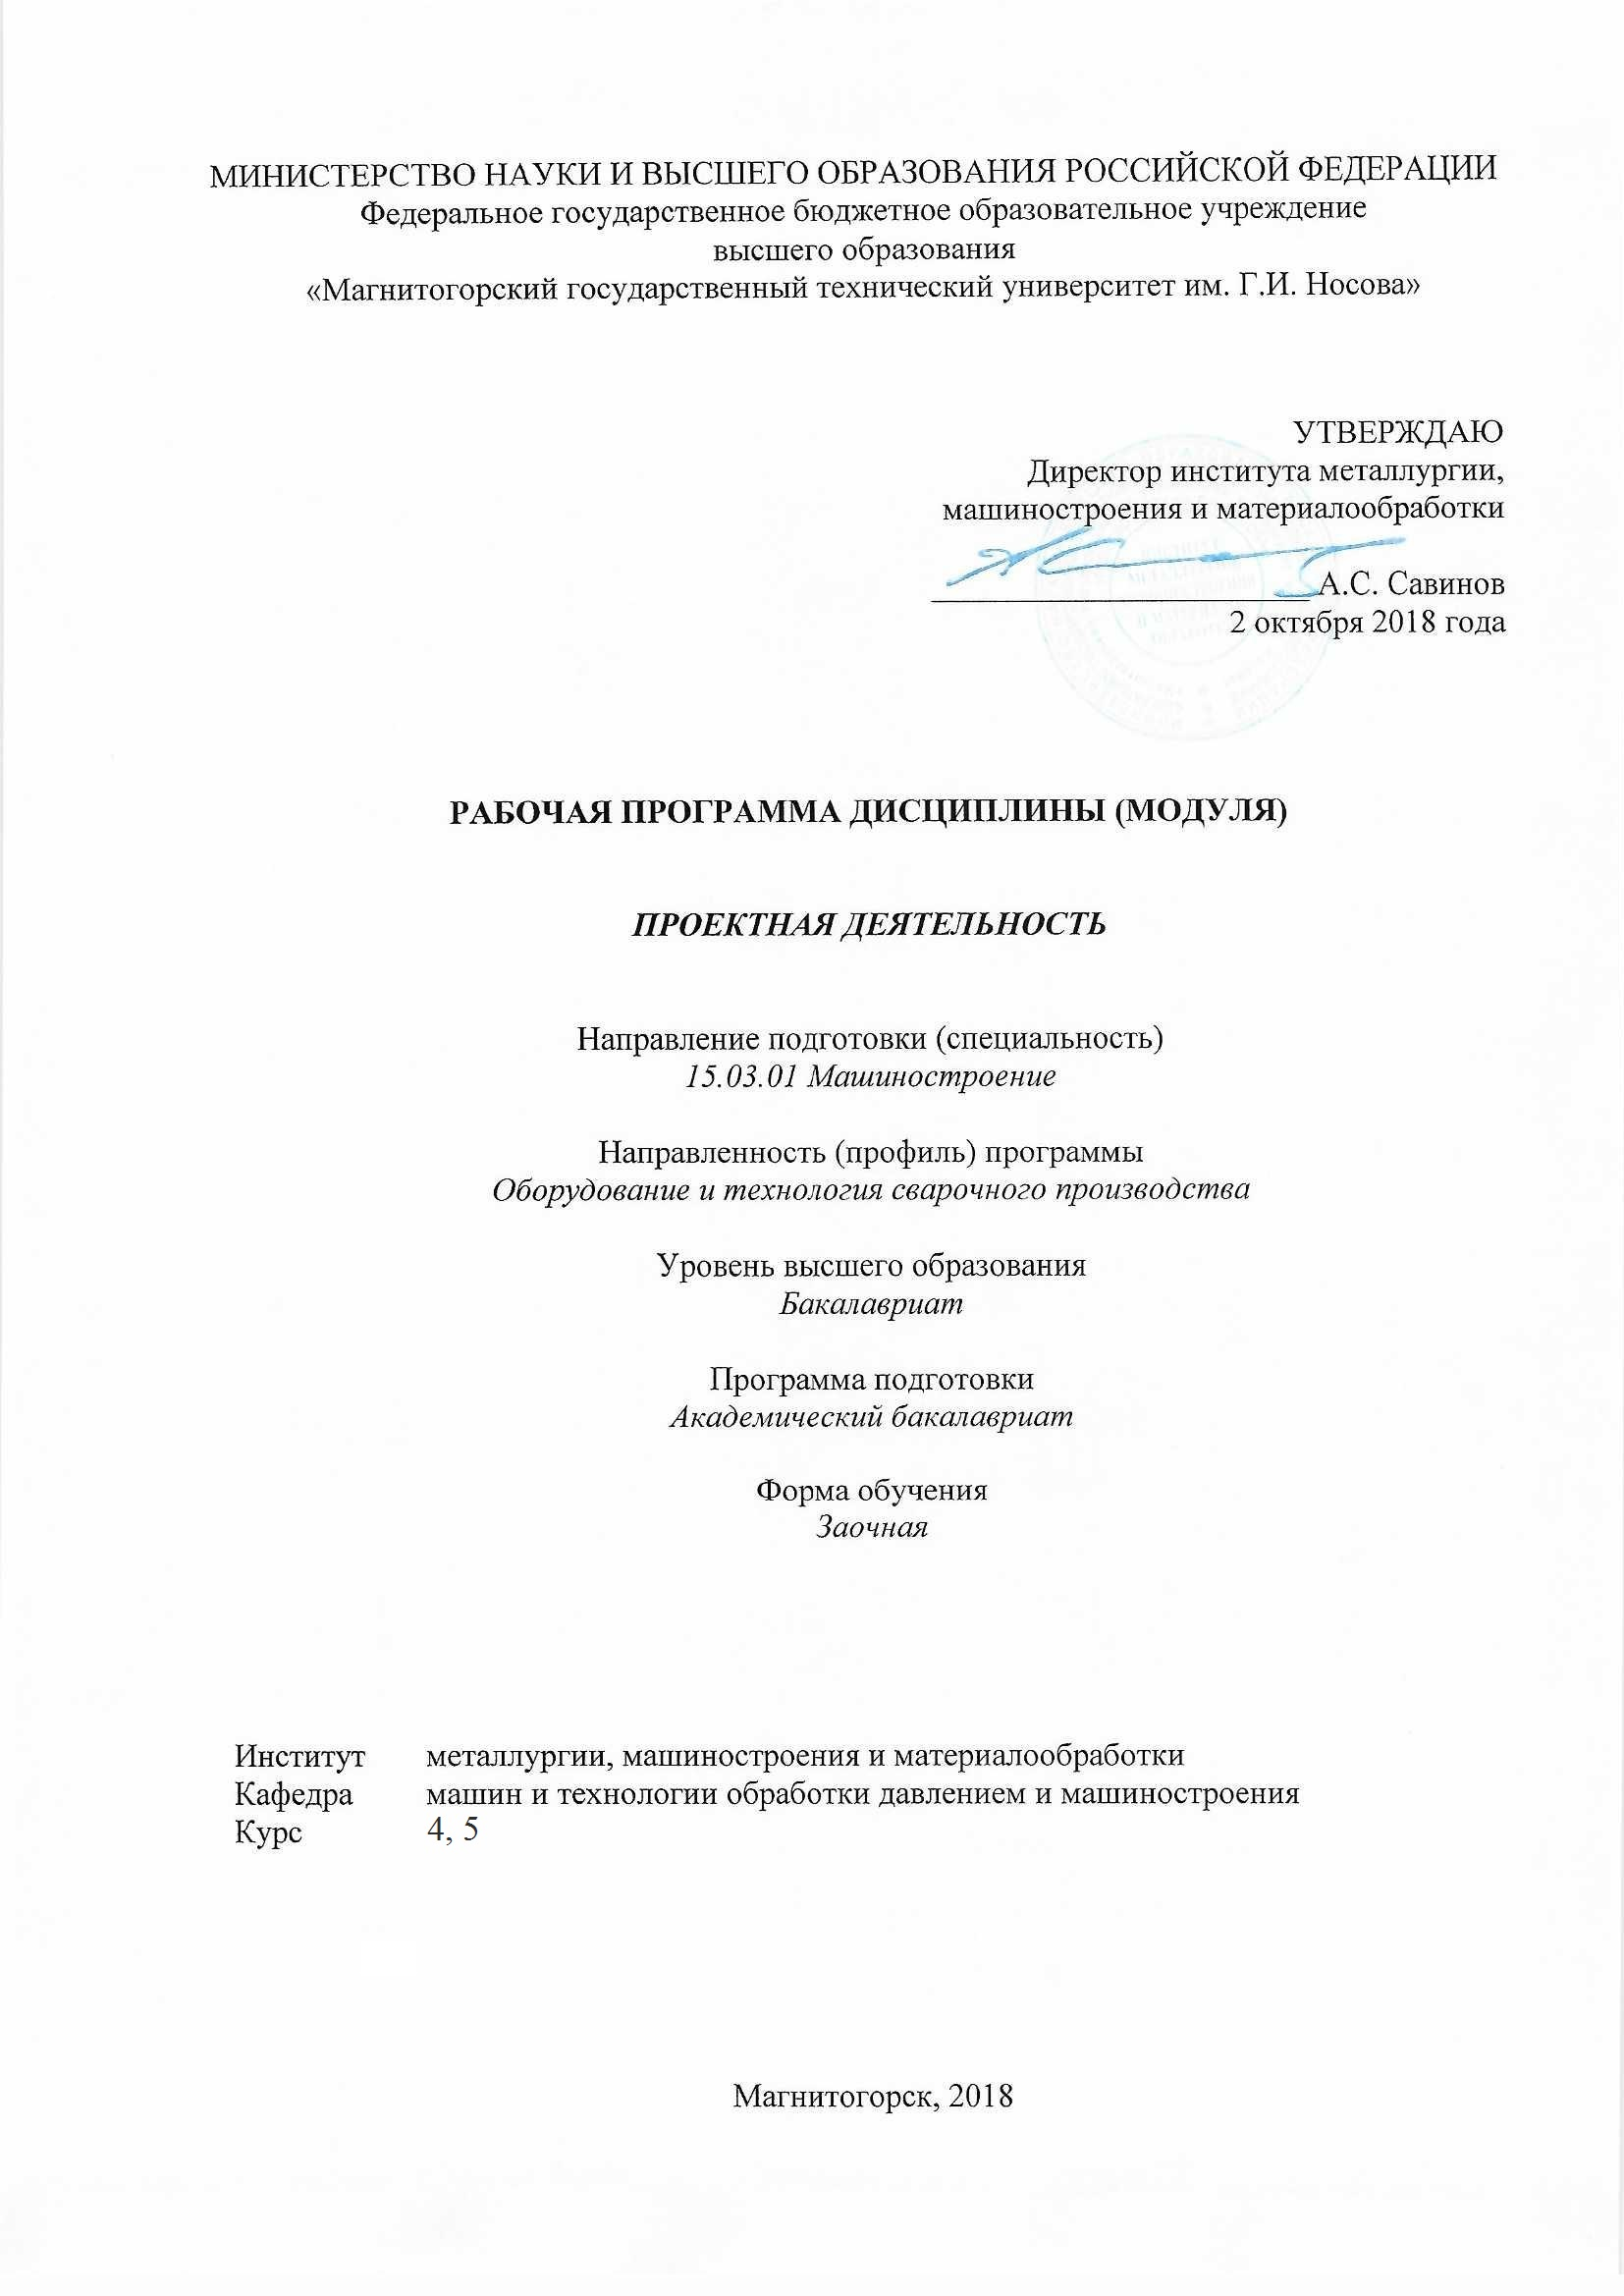 МИНИСТЕРСТВО НАУКИ И ВЫСШЕГО ОБРАЗОВАНИЯ РОССИЙСКОЙ ФЕДЕРАЦИИ
Федеральное государственное бюджетное образовательное учреждение
высшего образования
«Магнитогорский государственный технический университет им. Г.И. Носова»
УТВЕРЖДАЮ
Директор института металлургии,
машиностроения и материалообработки
А.С. Савинов
2 октября 2018 года
РАБОЧАЯ ПРОГРАММА ДИСЦИПЛИНЫ (МОДУЛЯ)
ПРОЕКТНАЯ ДЕЯТЕЛЬНОСТЬ
Направление подготовки (специальность)
15.03.01 Машиностроение
Направленность (профиль) программы
Оборудование и технология сварочного производства
Уровень высшего образования
Бакалавриат
Программа подготовки
Академический бакалавриат
Форма обучения
Заочная
Институт металлургии, машиностроения и материалообработки
Кафедра машин и технологии обработки давлением и машиностроения
Курс 4, 5
Магнитогорск, 2018